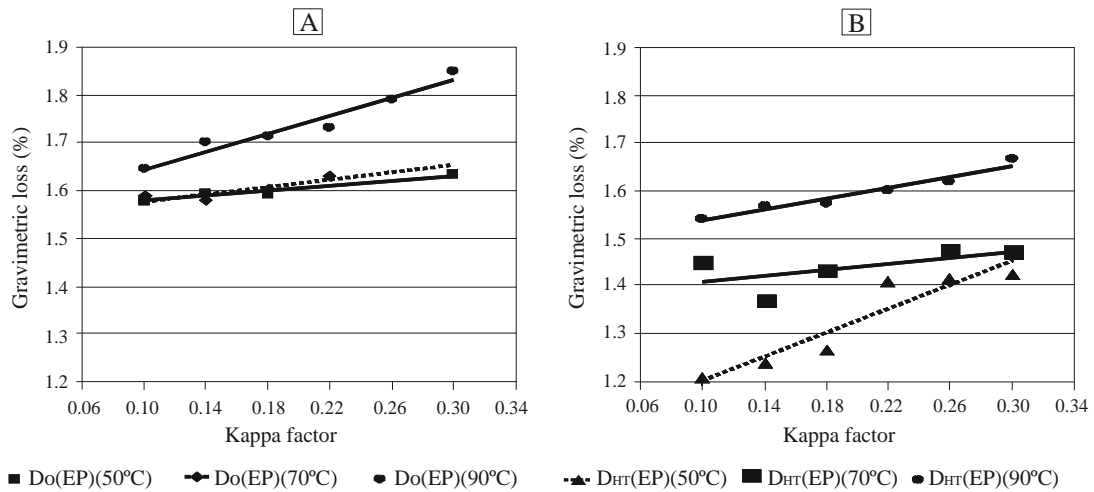 A
Gravimetric loss (%)
1.9
1.8
1.7
1.6
1.5
1.4
1.3
1.2
0.06 0.10 0.14 0.18 0.22 0.26 0.30 0.34
Kappa factor
Do(EP)(50ºC) Do(EP)(70ºC) Do(EP)(90ºC)
B
Gravimetric loss (%)
1.9
1.8
1.7
1.6
1.5
1.4
1.3
1.2
0.06 0.10 0.14 0.18 0.22 0.26 0.30 0.34
Kappa factor
DHT(EP)(50ºC) DHT(EP)(70ºC) DHT(EP)(90ºC)